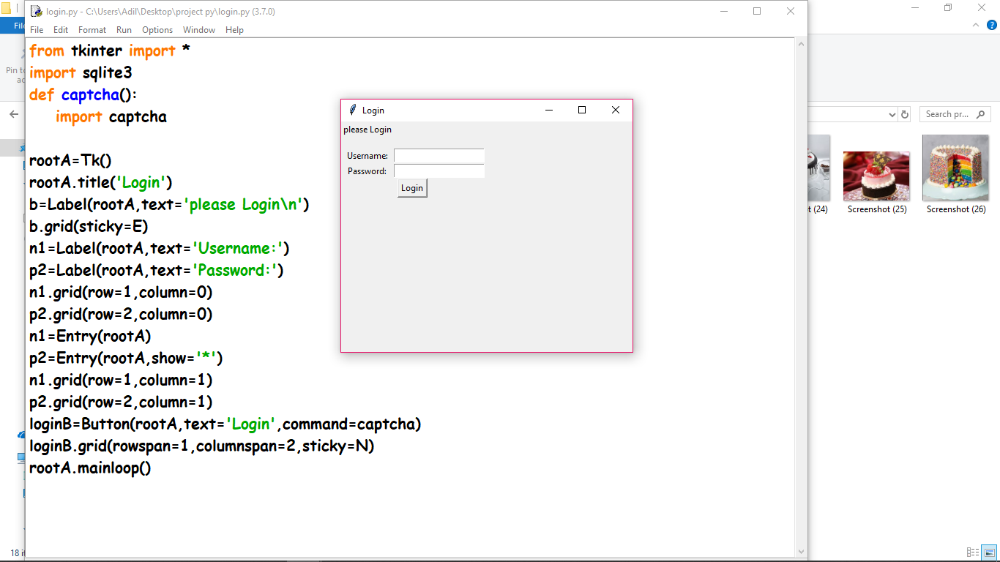 login.py - C:\Users\Adil\Desktop\project py\login.py (3.7.0)
File Edit Format Run Options Window Help
from tkinter import *
import sqlite3
def captcha():
    import captcha
rootA=Tk()
rootA.title('Login')
b=Label(rootA,text='please Login\n')
b.grid(sticky=E)
n1=Label(rootA,text='Username:')
p2=Label(rootA,text='Password:')
n1.grid(row=1,column=0)
p2.grid(row=2,column=0)
n1=Entry(rootA)
p2=Entry(rootA,show='*')
n1.grid(row=1,column=1)
p2.grid(row=2,column=1)
loginB=Button(rootA,text='Login',command=captcha)
loginB.grid(rowspan=1,columnspan=2,sticky=N)
rootA.mainloop()
Login
please Login
Username:
Password:
Login
File
Pin to
Search pr...
(24)
Screenshot (25)
Screenshot (26)
18